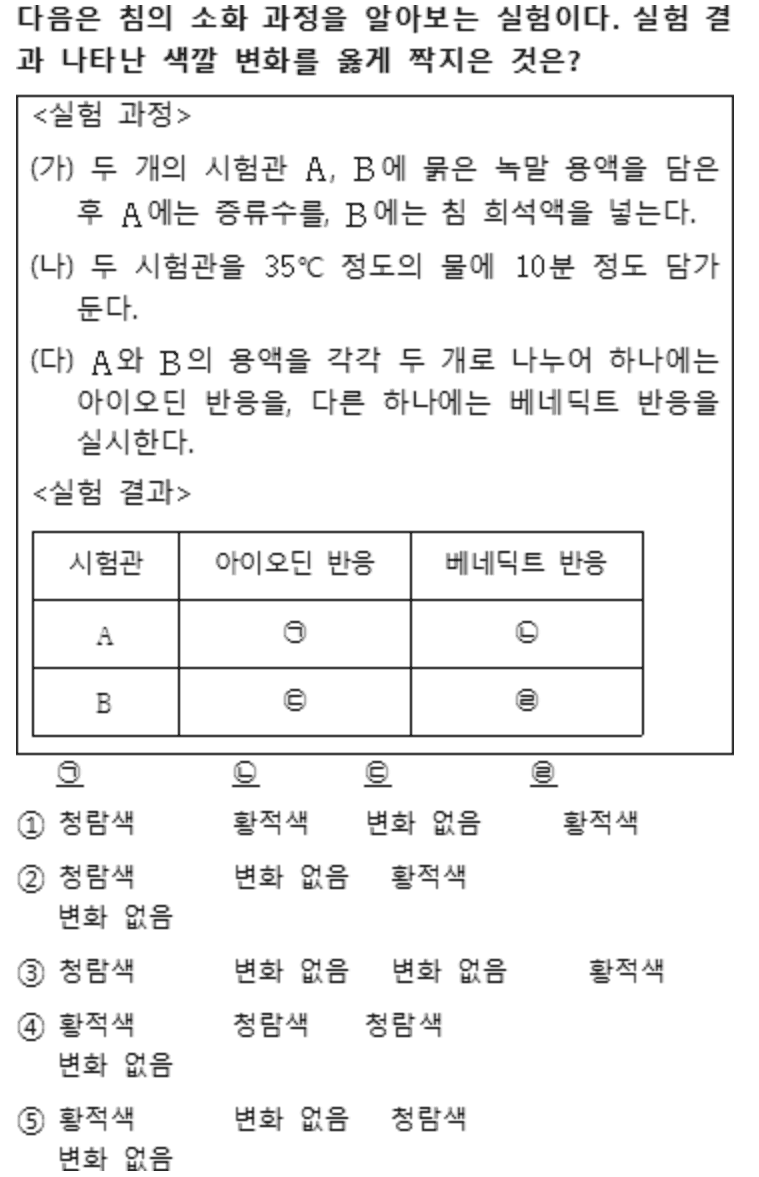 다음은 침의 소화 과정을 알아보는 실험이다. 실험 결
과 나타난 색깔 변화를 옳게 짝지은 것은?
<실험 과정>
(가) 두 개의 시험관 A, B에 묽은 녹말 용액을 담은
후 A에는 증류수를, B에는 침 희석액을 넣는다.
(나) 두 시험관을 35℃ 정도의 물에 10분 정도 담가
둔다.
(다) A와 B의 용액을 각각 두 개로 나누어 하나에는
아이오딘 반응을, 다른 하나에는 베네딕트 반응을
실시한다.
<실험 결과>
시험관 아이오딘 반응 베네딕트 반응
A ㉠ ㉡
B ㉢ ㉣
㉠ ㉡ ㉢ ㉣
① 청람색 황적색 변화 없음 황적색
② 청람색 변화 없음 황적색
변화 없음
③ 청람색 변화 없음 변화 없음 황적색
④ 황적색 청람색 청람색
변화 없음
⑤ 황적색 변화 없음 청람색
변화 없음